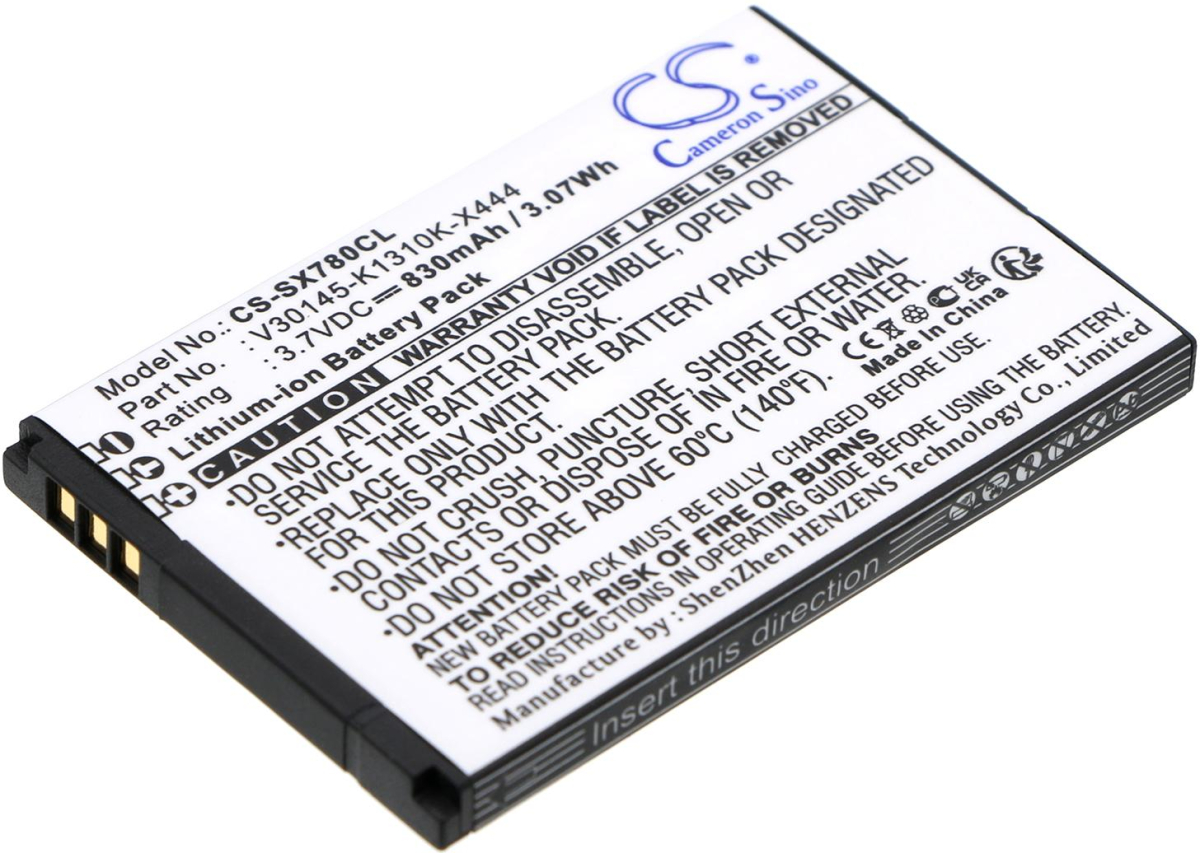 CS®
Cameron Sino
Model No.: CS-SX780CL
Part No. : V30145-K1310K-X444
Rating : 3.7VDC⎓830mAh / 3.07Wh
Lithium-ion Battery Pack
CAUTION WARRANTY VOID IF LABEL IS REMOVED
•DO NOT ATTEMPT TO DISASSEMBLE, OPEN OR
SERVICE THE BATTERY PACK.
•REPLACE ONLY WITH THE BATTERY DESIGNATED
FOR THIS PRODUCT.
•DO NOT CRUSH, PUNCTURE, SHORT EXTERNAL
CONTACTS OR DISPOSE OF IN FIRE OR WATER.
•DO NOT EXPOSE ABOVE 60°C (140°F).
ATTENTION!
NEW BATTERY PACK MUST BE FULLY CHARGED BEFORE USE.
TO REDUCE RISK OF FIRE OR BURNS
READ INSTRUCTIONS IN OPERATING GUIDE BEFORE USING THE BATTERY.
Manufacture by : ShenZhen HENZENS Technology Co., Limited
CE
UK CA
Made in China
Insert this direction